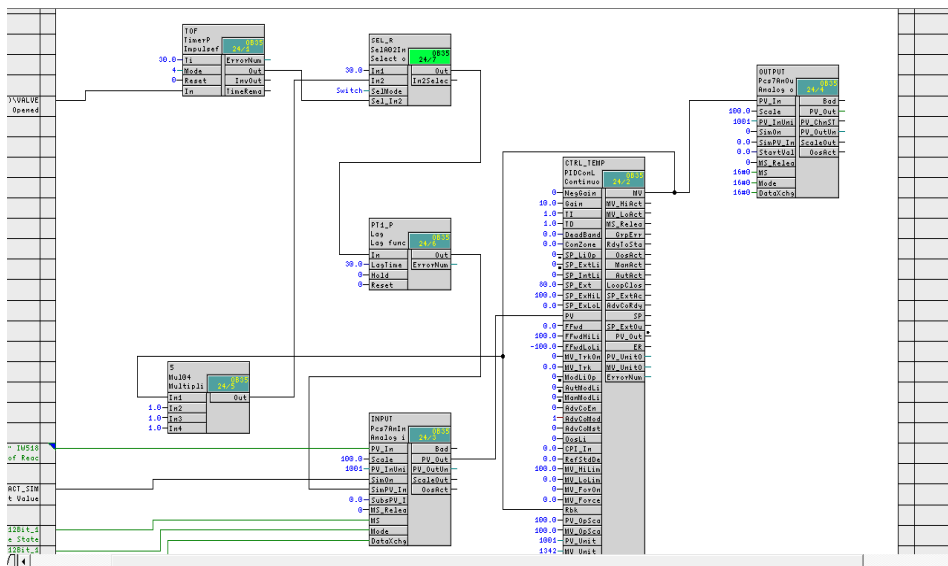 TOF
TimerP
Impulsef
OB35
24/1
30.0 Ti ErrorNum
4 Mode Out
0 Reset InvOut
In TimeRema
)\VALVE
Opened
SEL_R
SelA02In
Select o
OB35
24/7
30.0 In1 Out
In2 In2Selec
Switch SelMode
Sel_In2
OUTPUT
Pcs7AnOu
Analog o
OB35
24/4
PV_In Bad
100.0 Scale PV_Out
1001 PV_InUni PV_ChnST
0 SimOn PV_OutUn
0.0 SimPV_In ScaleOut
0.0 StartVal OosAct
0 MS_Relea
16#0 MS
16#0 Mode
16#0 DataXchg
PT1_P
Lag
Lag func
OB35
24/6
In Out
30.0 LagTime ErrorNum
0 Hold
0 Reset
CTRL_TEMP
PIDConL
Continuo
OB35
24/2
0 NegGain MV
10.0 Gain MV_HiAct
1.0 TI MV_LoAct
1.0 TD MS_Relea
0.0 DeadBand GrpErr
0.0 ConZone RdyToSta
0 SP_LiOp OosAct
0 SP_ExtLi ManAct
0 SP_IntLi AutAct
80.0 SP_Ext LoopClos
100.0 SP_ExHiL SP_ExtAc
0.0 SP_ExLoL AdvCoRdy
PV SP
0.0 FFwd SP_ExtOu
100.0 FFwdHiLi PV_Out
-100.0 FFwdLoLi ER
0 MV_TrkOn PV_UnitO
0.0 MV_Trk MV_UnitO
0 ModLiOp ErrorNum
0 AutModLi
0 ManModLi
0 AdvCoEn
1 AdvCoMod
0 AdvCoMst
0 OosLi
0.0 CPI_In
0.0 RefStdDe
100.0 MV_HiLim
0.0 MV_LoLim
0 MV_ForOn
0.0 MV_Force
Rbk
100.0 PV_OpSca
100.0 MV_OpSca
1001 PV_Unit
1342 MV_Unit
S
Mul04
Multipli
OB35
24/5
In1 Out
1.0 In2
1.0 In3
1.0 In4
INPUT
Pcs7AnIn
Analog i
OB35
24/3
PV_In Bad
100.0 Scale PV_Out
1001 PV_InUni PV_OutUn
SimOn ScaleOut
SimPV_In OosAct
0.0 SubsPV_I
0 MS_Relea
MS
Mode
DataXchg
~ IW518
of Reac
ACT_SIM
t Value
12Bit_1
e State
12Bit_1